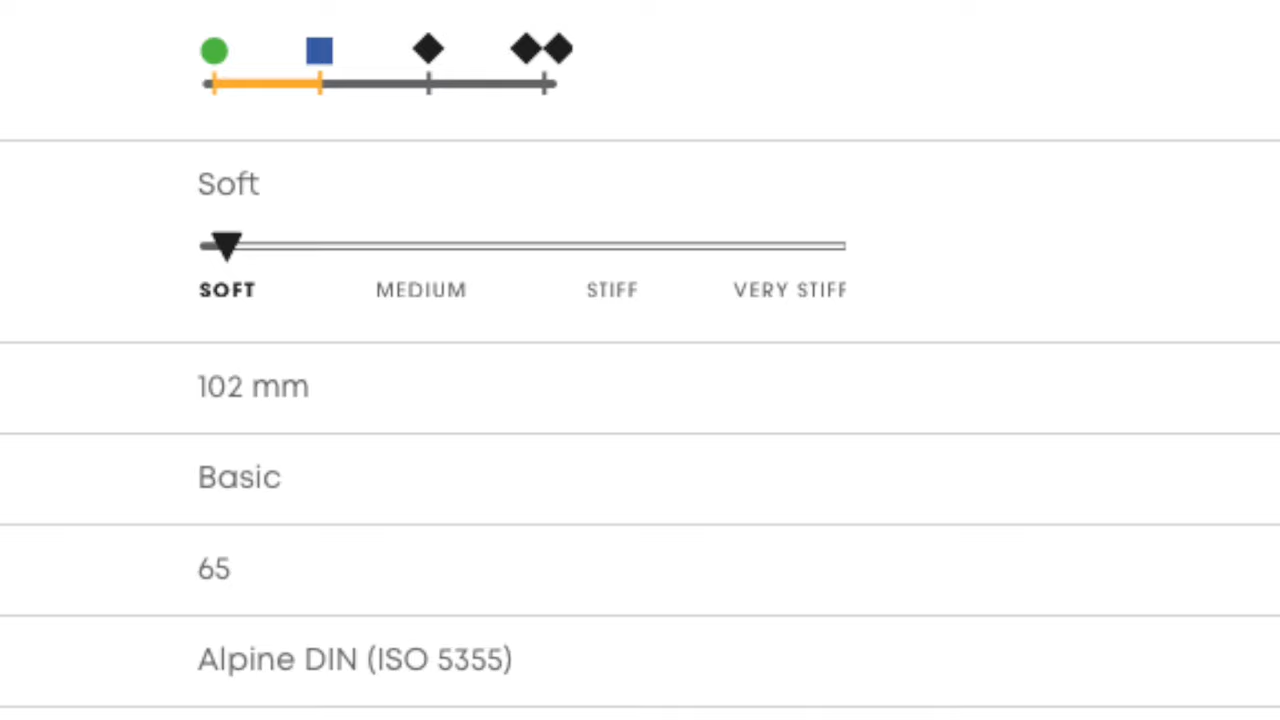 Soft
SOFT MEDIUM STIFF VERY STIFF
102 mm
Basic
65
Alpine DIN (ISO 5355)